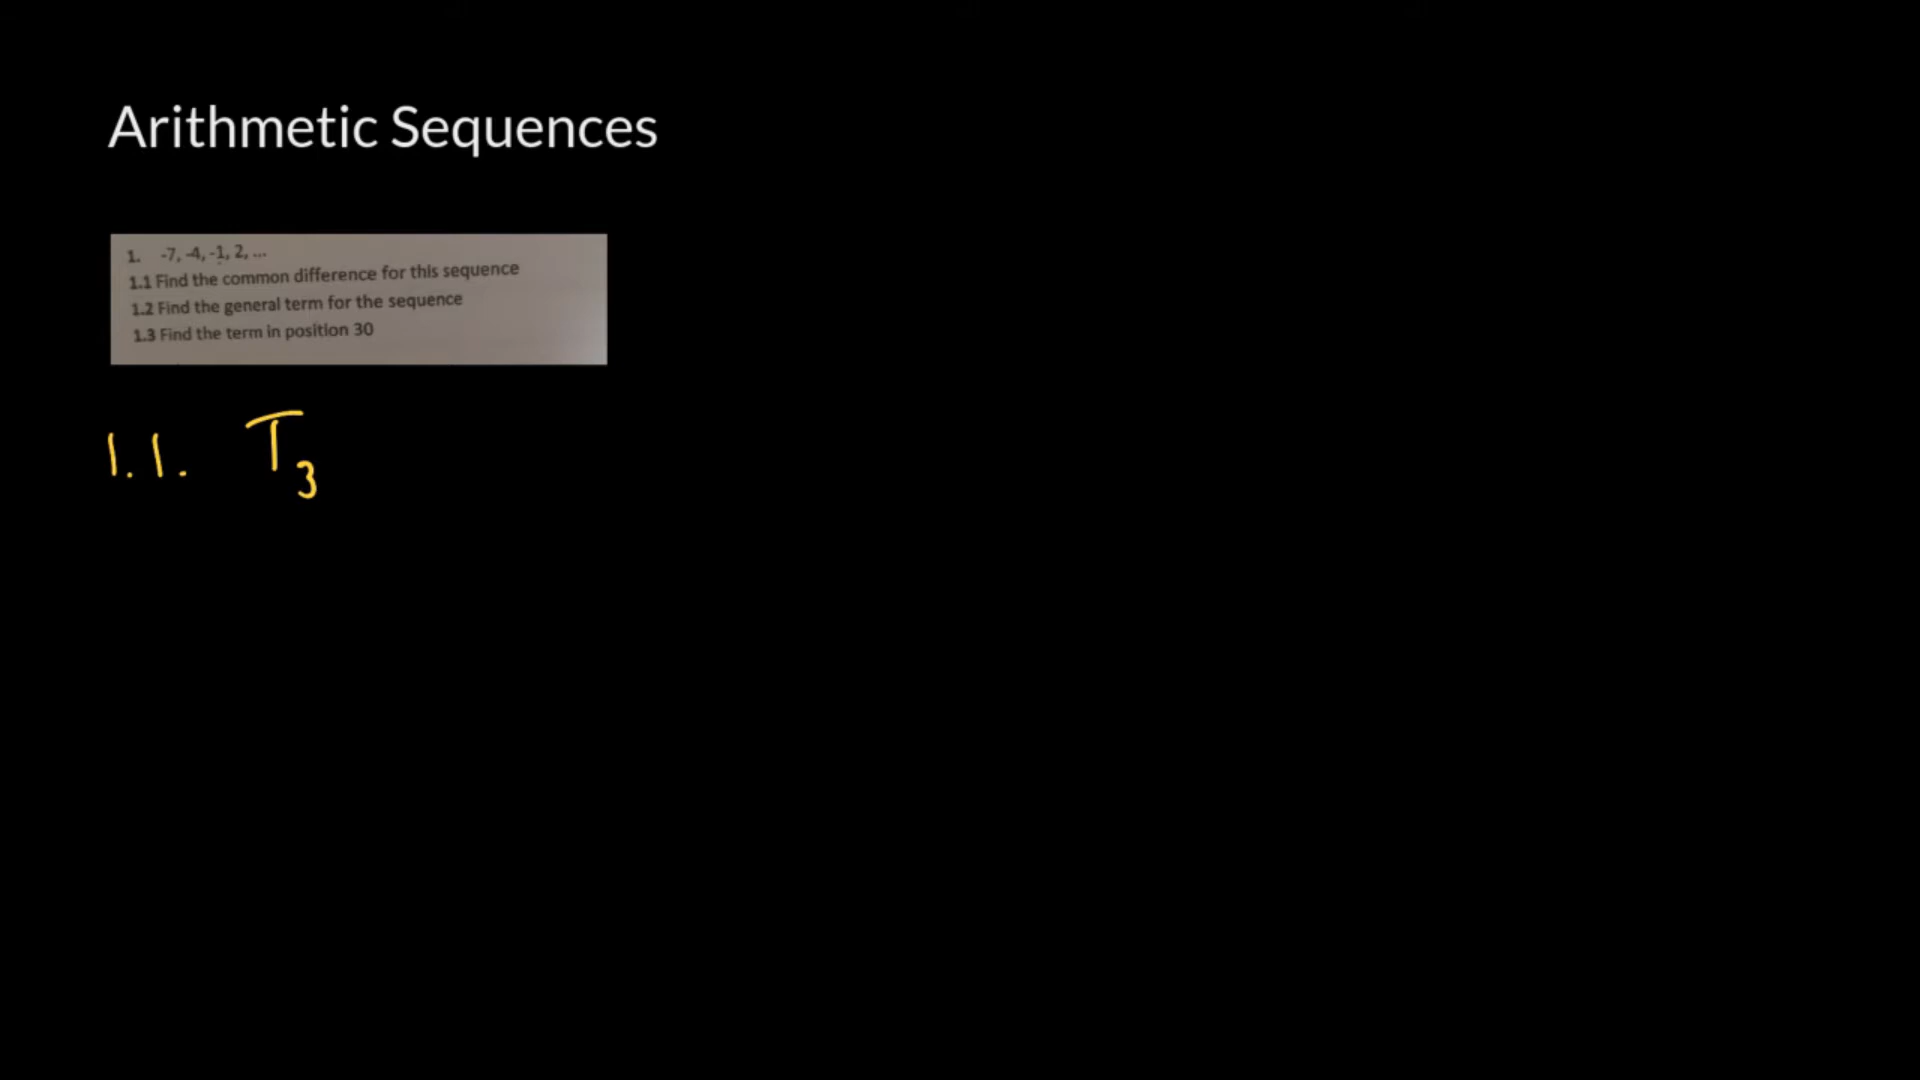 Arithmetic Sequences
1. -7, -4, -1, 2, ...
1.1 Find the common difference for this sequence
1.2 Find the general term for the sequence
1.3 Find the term in position 30
1.1. T3